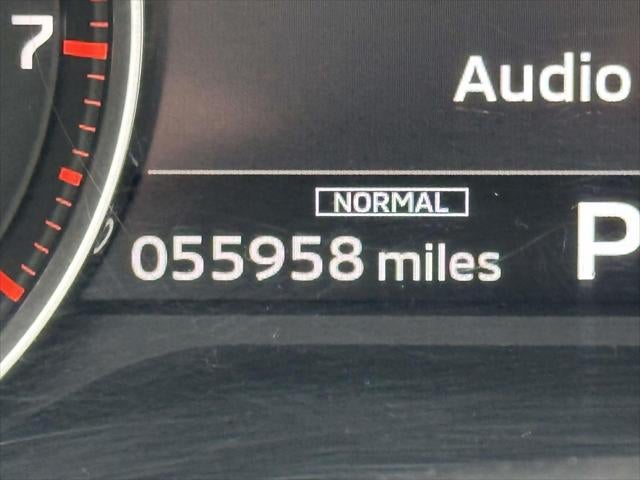 7
Audio
NORMAL
055958 miles
P